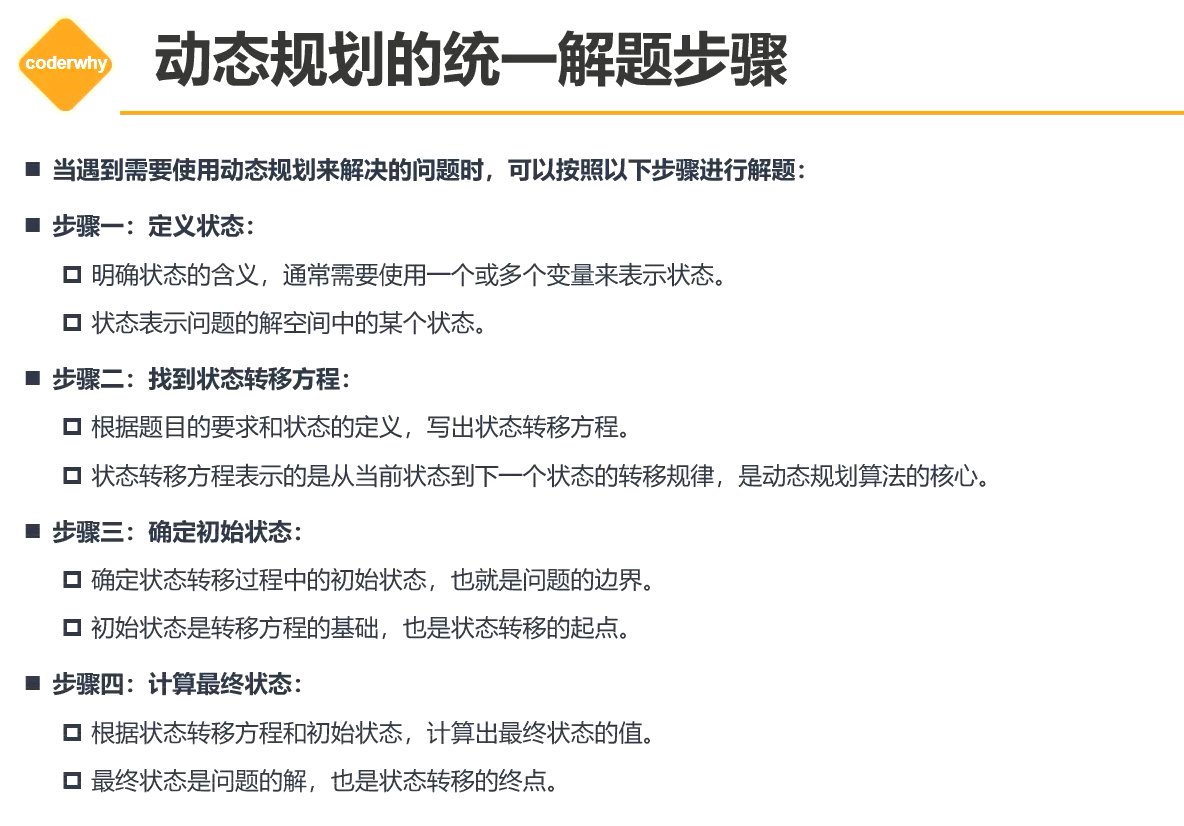 coderwhy
动态规划的统一解题步骤
当遇到需要使用动态规划来解决的问题时，可以按照以下步骤进行解题：
步骤一：定义状态：
明确状态的含义，通常需要使用一个或多个变量来表示状态。
状态表示问题的解空间中的某个状态。
步骤二：找到状态转移方程：
根据题目的要求和状态的定义，写出状态转移方程。
状态转移方程表示的是从当前状态到下一个状态的转移规律，是动态规划算法的核心。
步骤三：确定初始状态：
确定状态转移过程中的初始状态，也就是问题的边界。
初始状态是转移方程的基础，也是状态转移的起点。
步骤四：计算最终状态：
根据状态转移方程和初始状态，计算出最终状态的值。
最终状态是问题的解，也是状态转移的终点。